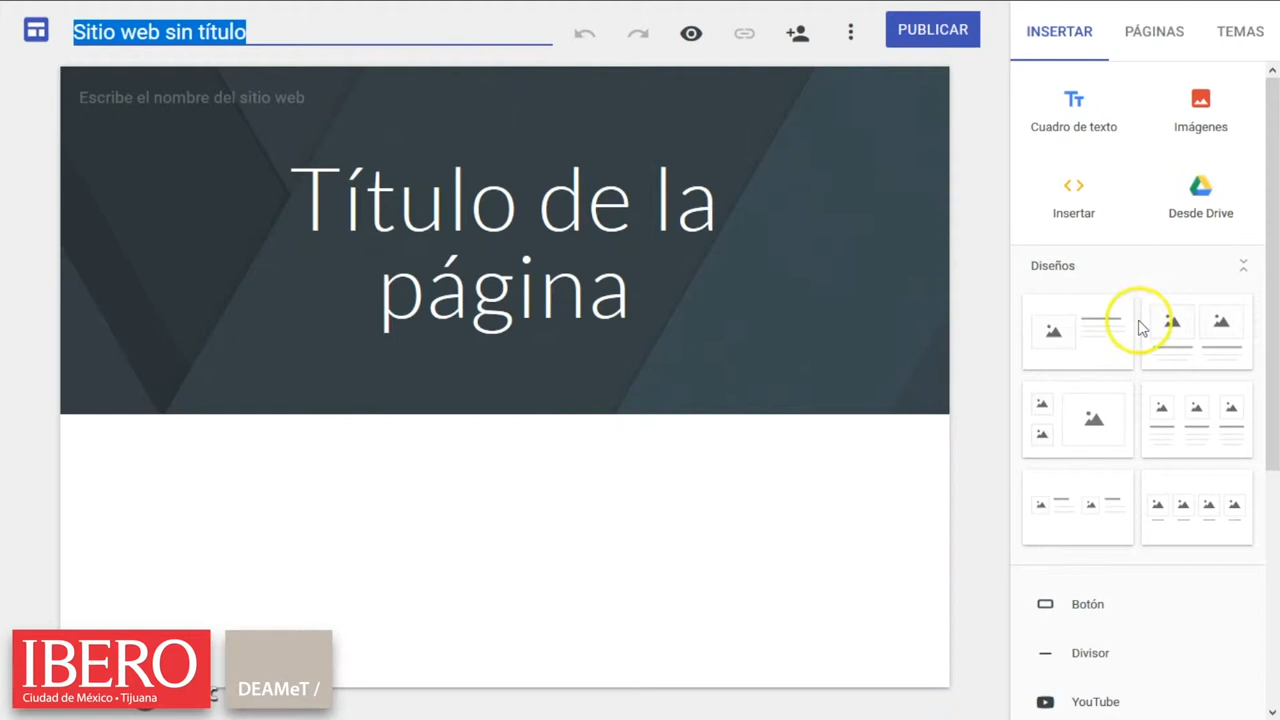 Sitio web sin título
PUBLICAR
INSERTAR
PÁGINAS
TEMAS
Escribe el nombre del sitio web
Título de la
página
Tт
Cuadro de texto
Imágenes
Insertar
Desde Drive
Diseños
Botón
Divisor
YouTube
IBERO
Ciudad de México • Tijuana
DEAMeT /